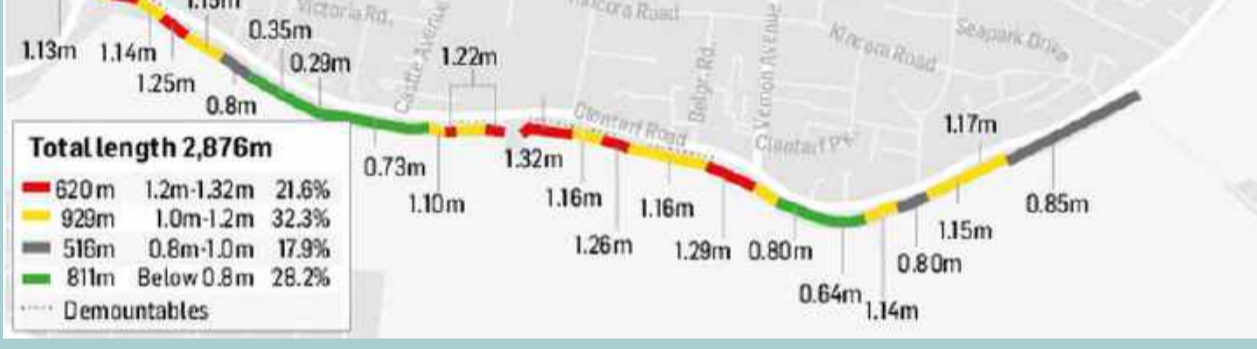 Victoria Rd.
Castle Avenue
Kincora Road
Belgr. Rd.
Vernon Avenue
Kincora Road
Seapark Drive
Clontarf Road
1.13m
1.14m
1.25m
1.15m
0.8m
0.35m
0.29m
0.73m
1.10m
1.22m
1.32m
1.16m
1.26m
1.16m
1.29m
0.80m
0.64m
1.14m
0.80m
1.15m
1.17m
0.85m
Total length 2,876m
620m 1.2m-1.32m 21.6%
929m 1.0m-1.2m 32.3%
516m 0.8m-1.0m 17.9%
811m Below 0.8m 28.2%
Demountables